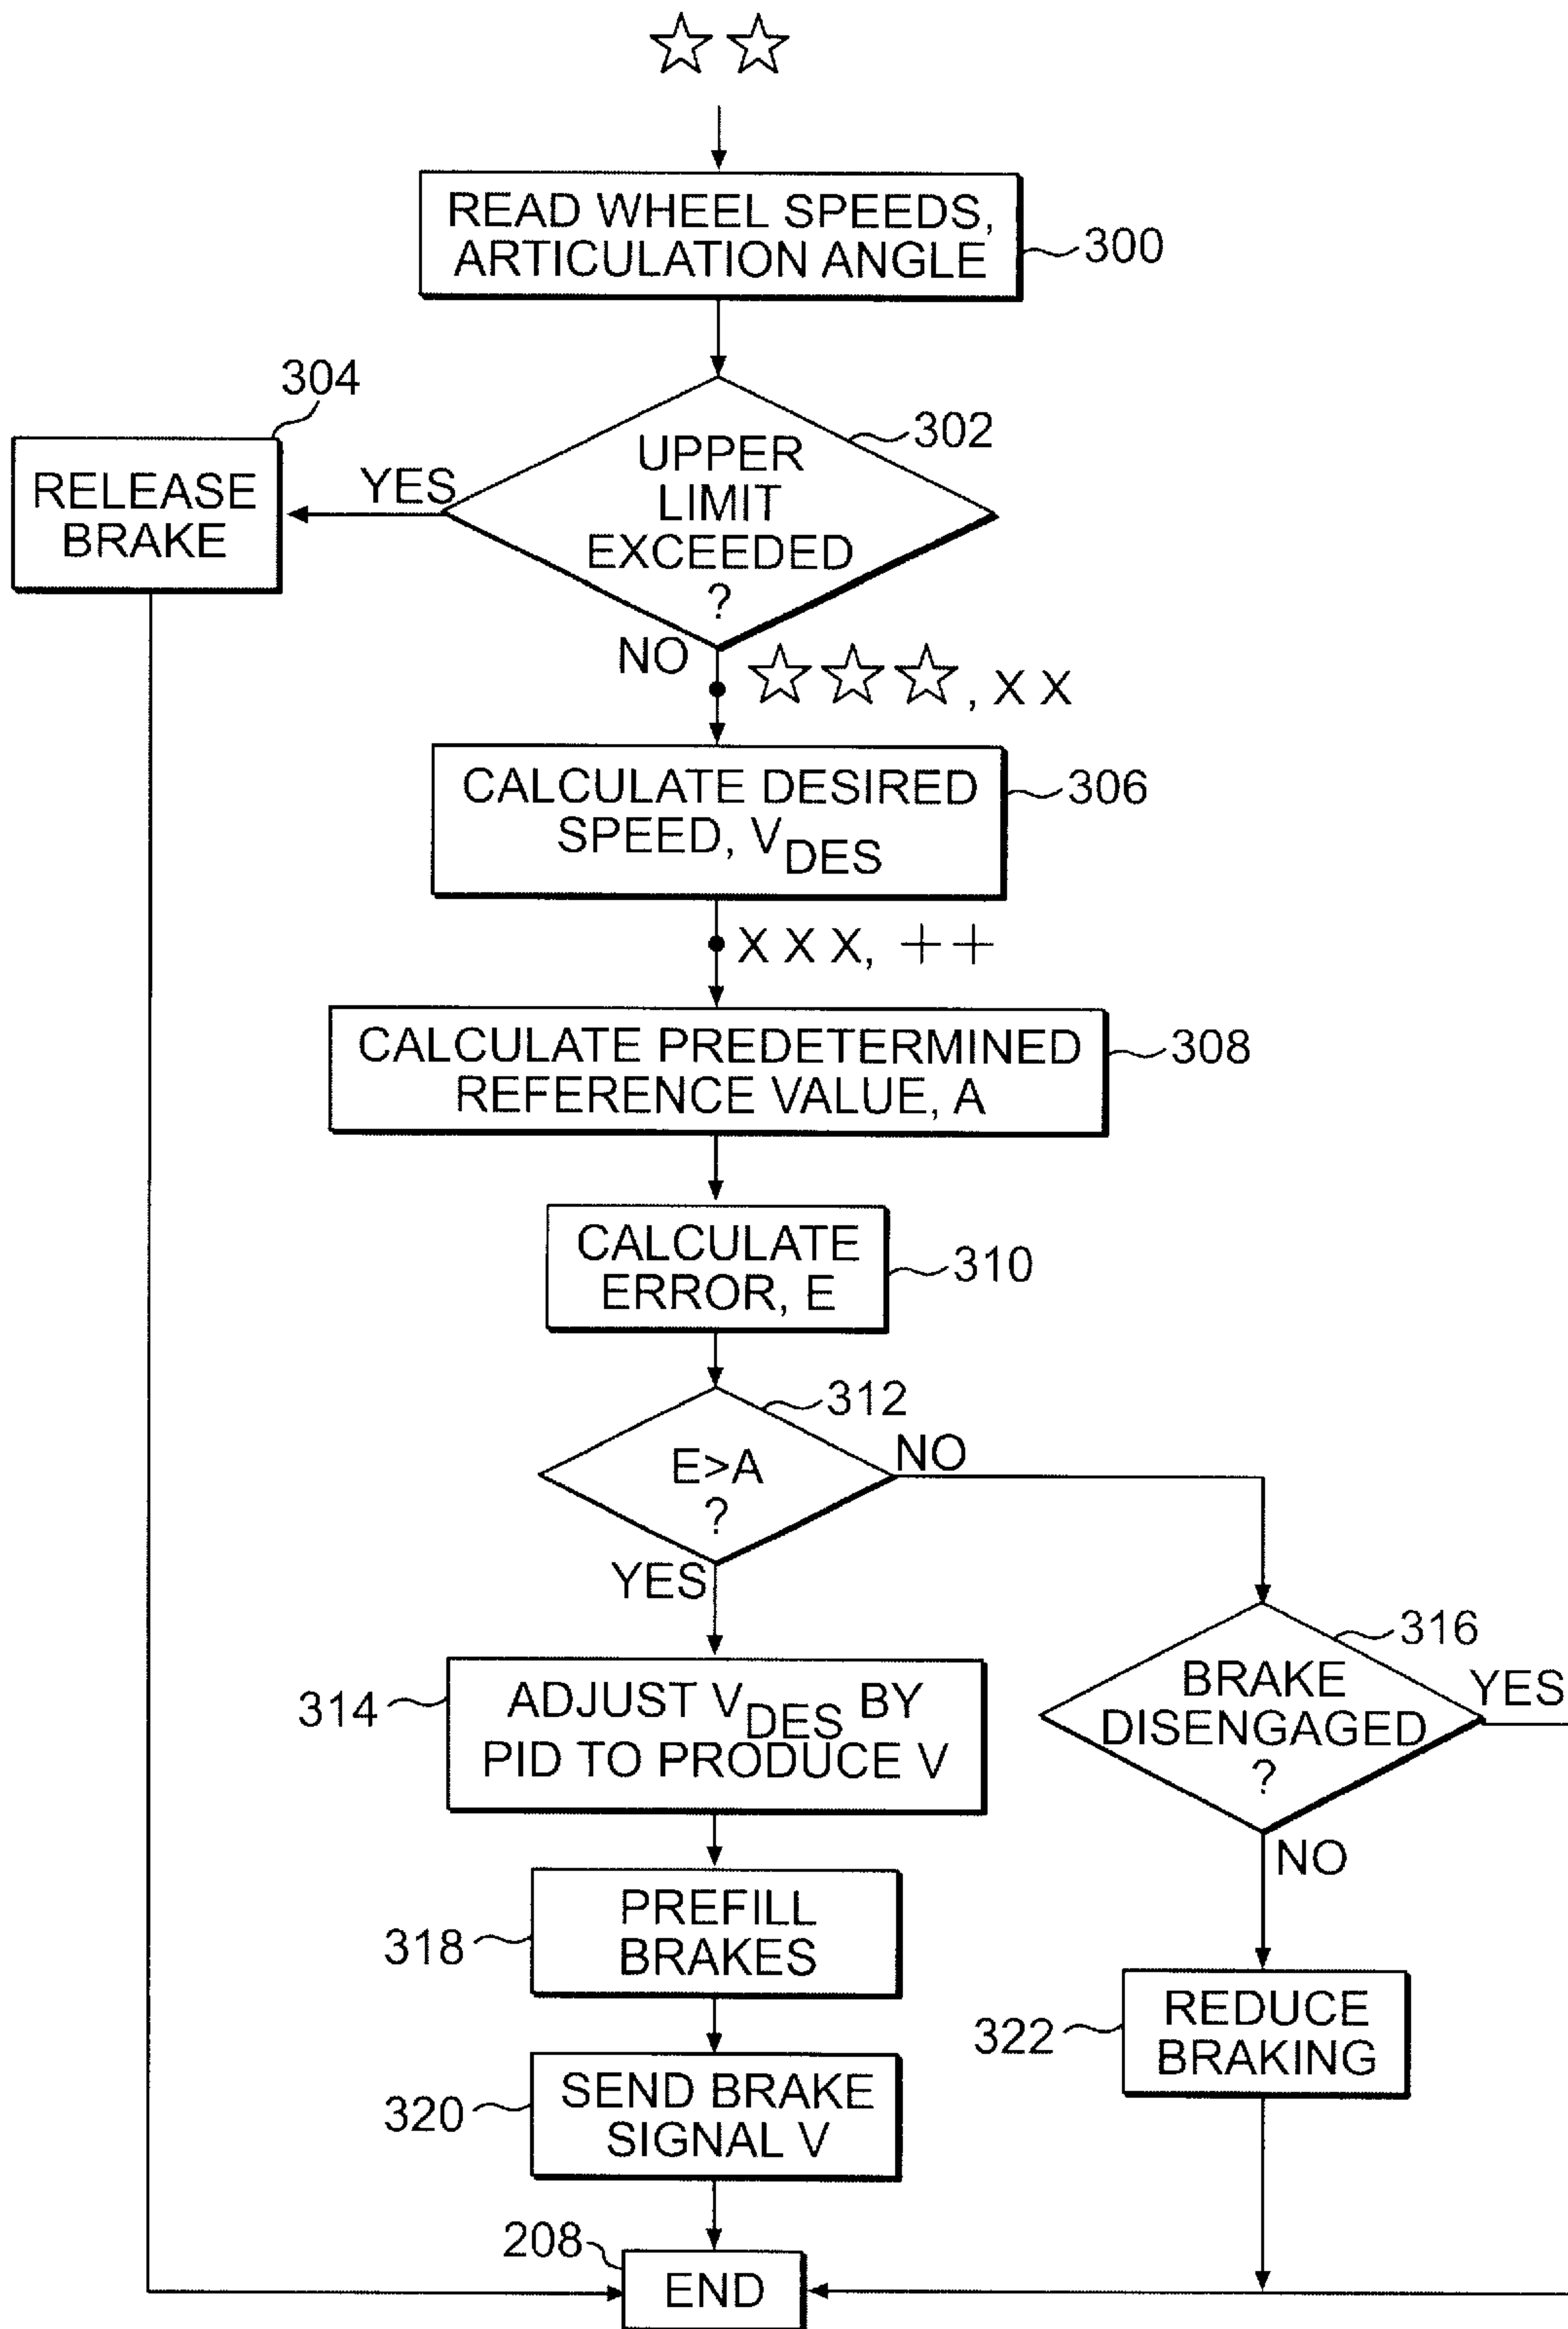 ☆☆
READ WHEEL SPEEDS,
ARTICULATION ANGLE
300
304
302
RELEASE
BRAKE
YES
UPPER
LIMIT
EXCEEDED
?
NO
☆☆☆, X X
CALCULATE DESIRED
SPEED, V DES
306
X X X, ++
CALCULATE PREDETERMINED
REFERENCE VALUE, A
308
CALCULATE
ERROR, E
310
312
E>A
?
NO
YES
316
314
ADJUST V DES BY
PID TO PRODUCE V
BRAKE
DISENGAGED
?
YES
NO
318
PREFILL
BRAKES
322
REDUCE
BRAKING
320
SEND BRAKE
SIGNAL V
208
END